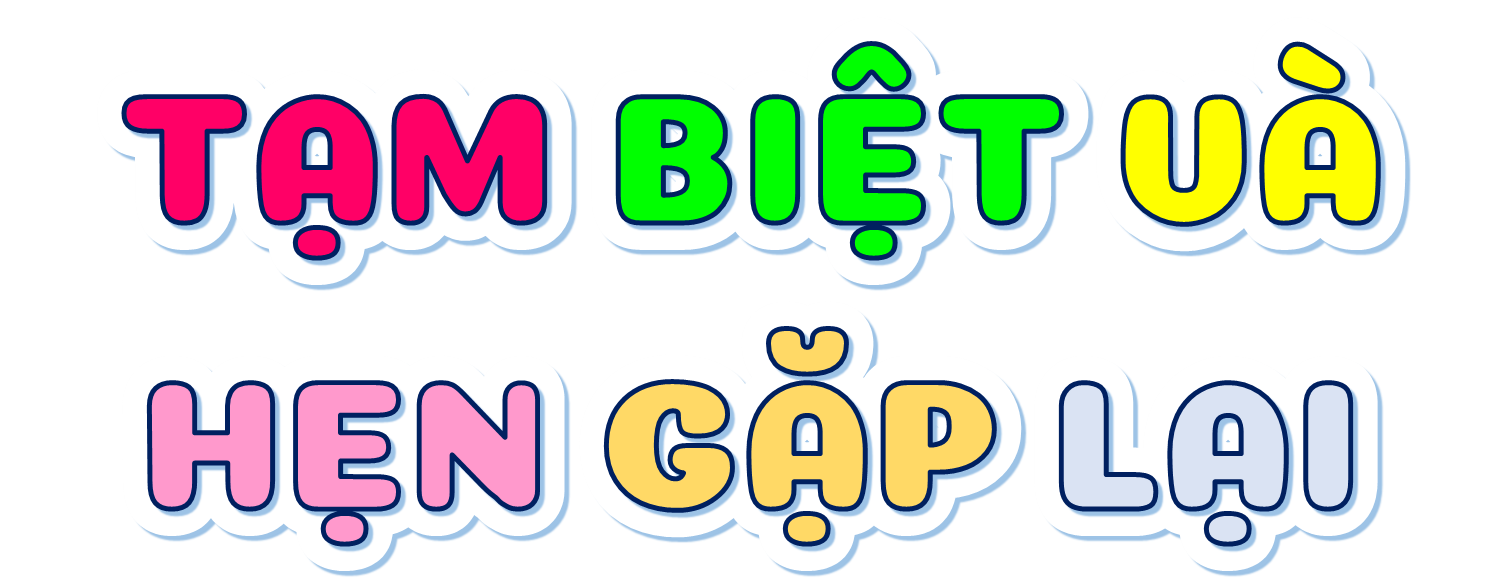 TẠM BIỆT UÀ
HẸN GẶP LẠI